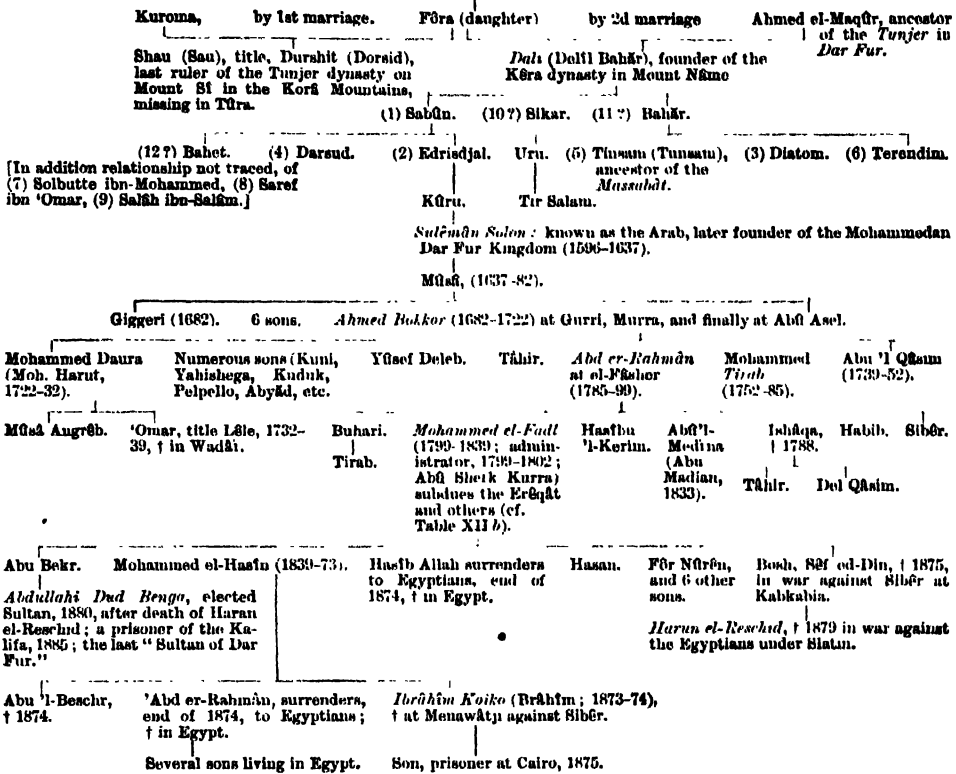 Kuroma, by 1st marriage. Fôra (daughter) by 2d marriage Ahmed el-Maqûr, ancestor
of the Tunjer in
Dar Fur.
Shau (Sau), title, Durshit (Dorsid),
last ruler of the Tunjer dynasty on
Mount Sî in the Korâ Mountains,
missing in Tûra.
Dali (Delîl Bahâr), founder of the
Kêra dynasty in Mount Nâmo
(1) Sabûn. (10?) Sikar. (11?) Bahâr.
(12?) Bahet. (4) Darsud. (2) Edrisdjal. Uru. (5) Tinsam (Tunsam), (3) Diatom. (6) Terendim.
ancestor of the
Massabât.
[In addition relationship not traced, of
(7) Solbutte ibn-Mohammed, (8) Saref
ibn 'Omar, (9) Salâh ibn-Salâm.]
Kûru. Tir Salam.
Sulêmân Solon: known as the Arab, later founder of the Mohammedan
Dar Fur Kingdom (1596-1637).
Mûsâ, (1637-82).
Giggeri (1682). 6 sons. Ahmed Bokkor (1682-1722) at Gurri, Murra, and finally at Abû Asel.
Mohammed Daura
(Moh. Harut,
1722-32).
Numerous sons (Kuni,
Yahishega, Kuduk,
Pelpello, Abyâd, etc.
Yûsef Deleb. Tâhir.
Abd er-Rahmân
at el-Fâsher
(1785-99).
Mohammed
Tirab
(1752-85).
Abu 'l Qâsim
(1739-52).
Mûsâ Angrêb.
'Omar, title Lêle, 1732-
39, † in Wadâi.
Buhari.
Tirab.
Mohammed el-Fadl
(1799-1839; admin-
istrator, 1799-1802;
Abû Sheik Kurra)
subdues the Erêqât
and others (cf.
Table XII b).
Hasîbu
'l-Kerîm.
Abû'l-
Medina
(Abu
Madian,
1833).
Ishâqa,
† 1788.
Habib. Sibêr.
Tâhir. Del Qâsim.
Abu Bekr. Mohammed el-Hasîn (1839-73).
Hasîb Allah surrenders
to Egyptians, end of
1874, † in Egypt.
Hasan.
Fôr Nûrên,
and 6 other
sons.
Bosh, Sêf ed-Din, † 1875,
in war against Sibêr at
Kabkabia.
Abdullahi Dud Benga, elected
Sultan, 1880, after death of Haran
el-Reschid; a prisoner of the Ka-
lifa, 1885; the last "Sultan of Dar
Fur."
Harun el-Reschid, † 1879 in war against
the Egyptians under Slatin.
Abu 'l-Beschr,
† 1874.
'Abd er-Rahmân, surrenders,
end of 1874, to Egyptians;
† in Egypt.
Ibrâhîm Koiko (Brâhîm; 1873-74),
† at Menawâtji against Sibêr.
Several sons living in Egypt. Son, prisoner at Cairo, 1875.